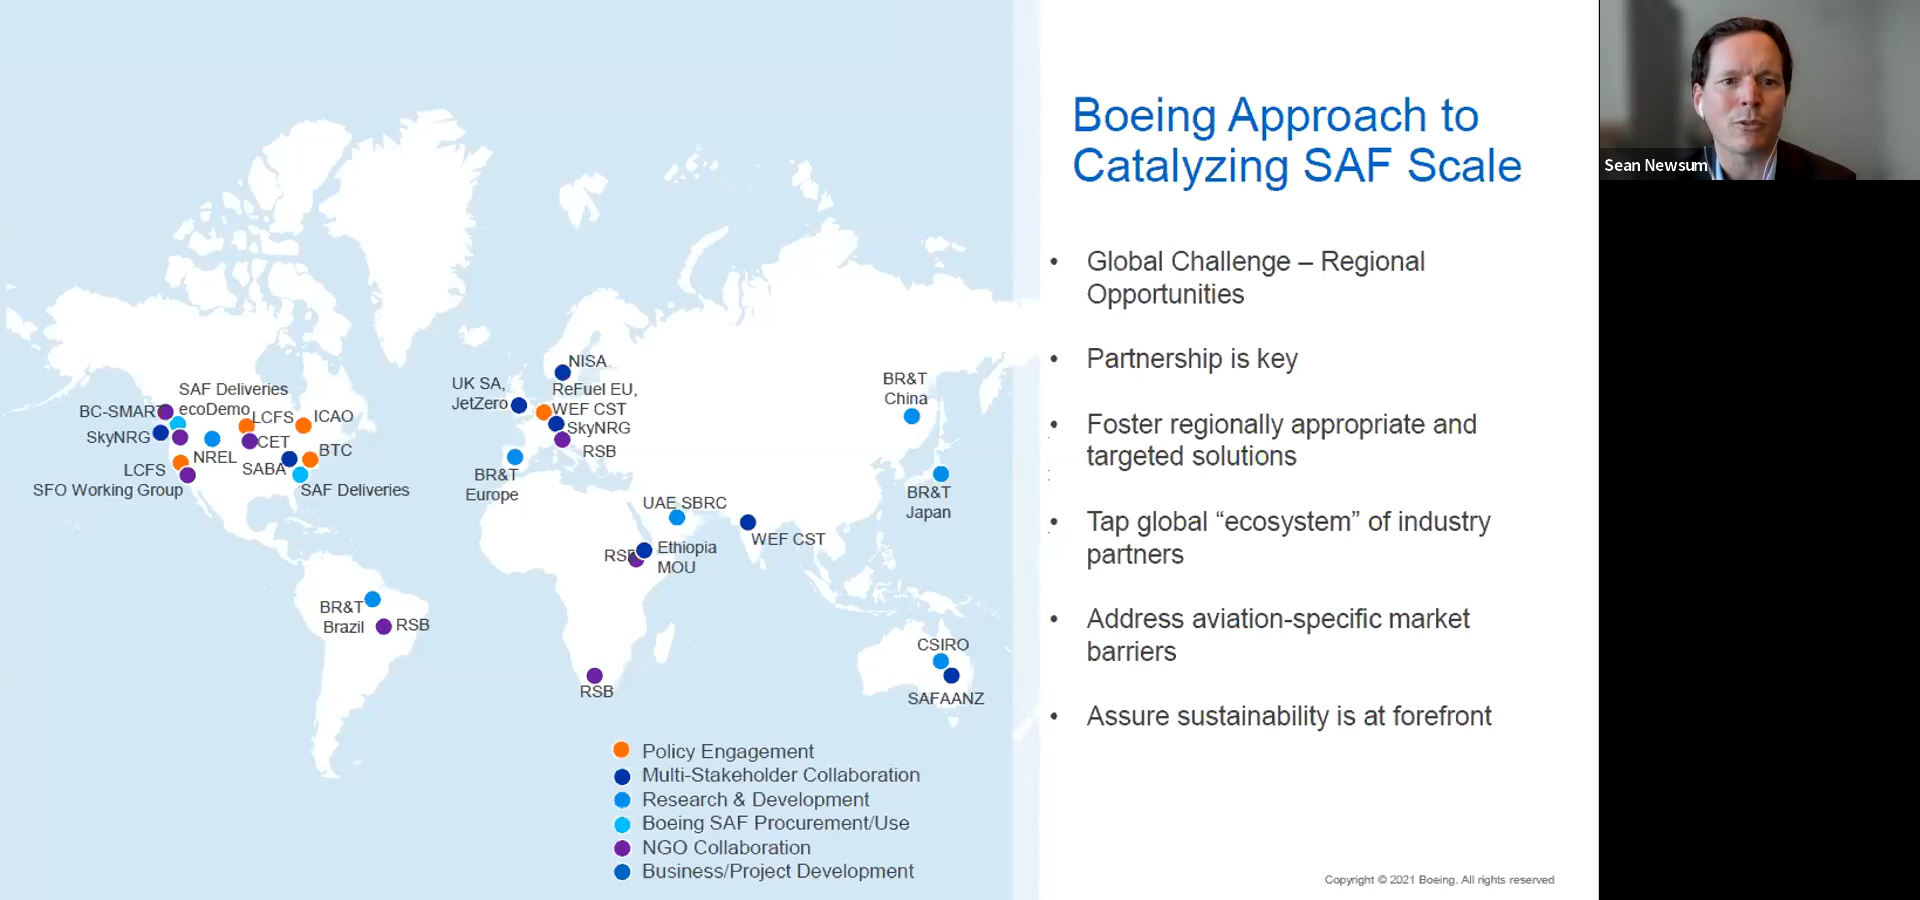 Boeing Approach to
Catalyzing SAF Scale
• Global Challenge – Regional
Opportunities
• Partnership is key
• Foster regionally appropriate and
targeted solutions
• Tap global “ecosystem” of industry
partners
• Address aviation-specific market
barriers
• Assure sustainability is at forefront
SAF Deliveries
ecoDemo
BC-SMART
SkyNRG
LCFS
SFO Working Group
NREL
LCFS
CET
SABA
ICAO
BTC
SAF Deliveries
UK SA,
JetZero
NISA
ReFuel EU,
WEF CST
SkyNRG
RSB
BR&T
Europe
UAE SBRC
RSB
Ethiopia
MOU
WEF CST
BR&T
China
BR&T
Japan
BR&T
Brazil
RSB
RSB
CSIRO
SAFAANZ
Policy Engagement
Multi-Stakeholder Collaboration
Research & Development
Boeing SAF Procurement/Use
NGO Collaboration
Business/Project Development
Copyright © 2021 Boeing. All rights reserved
Sean Newsum